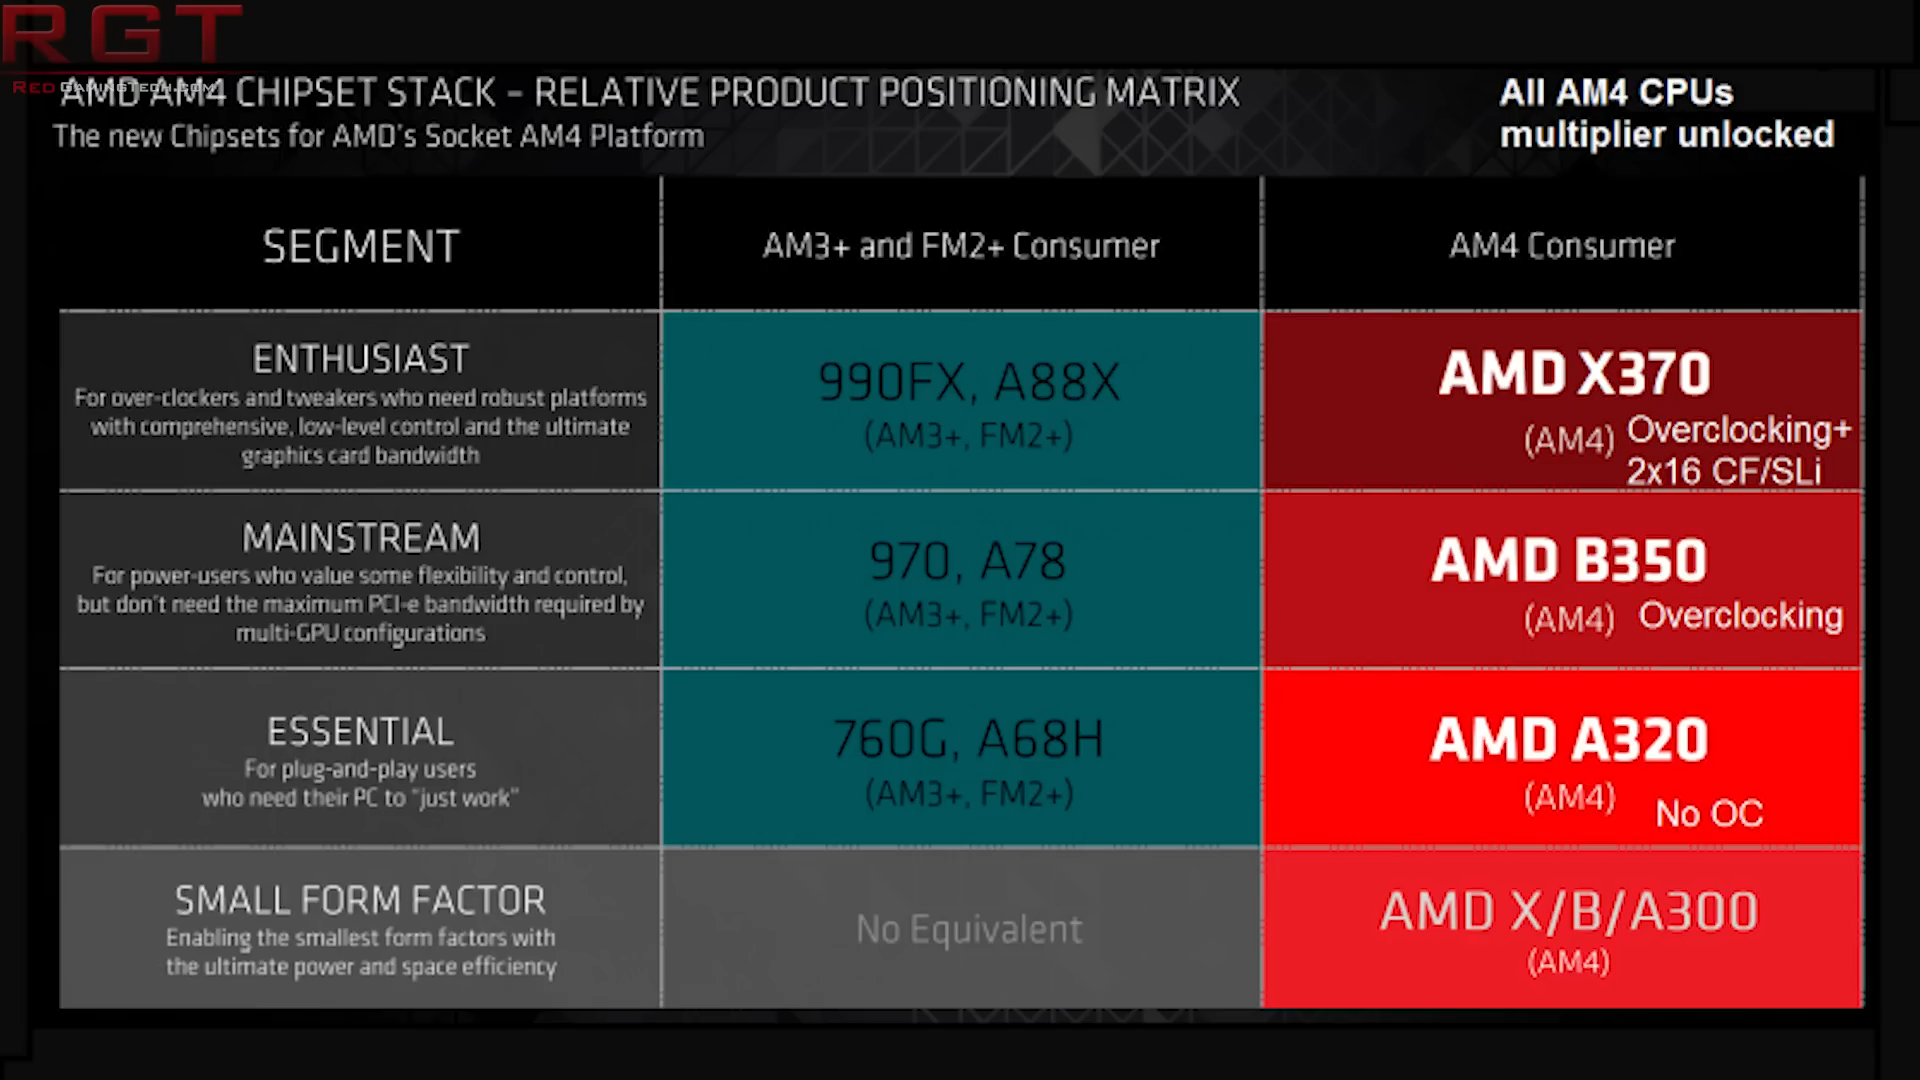 RGT
RedGamingTech.com
AMD AM4 CHIPSET STACK – RELATIVE PRODUCT POSITIONING MATRIX
The new Chipsets for AMD's Socket AM4 Platform
All AM4 CPUs
multiplier unlocked
SEGMENT
AM3+ and FM2+ Consumer
AM4 Consumer
ENTHUSIAST
For over-clockers and tweakers who need robust platforms
with comprehensive, low-level control and the ultimate
graphics card bandwidth
990FX, A88X
(AM3+, FM2+)
AMD X370
(AM4) Overclocking+
2x16 CF/SLi
MAINSTREAM
For power-users who value some flexibility and control,
but don't need the maximum PCI-e bandwidth required by
multi-GPU configurations
970, A78
(AM3+, FM2+)
AMD B350
(AM4) Overclocking
ESSENTIAL
For plug-and-play users
who need their PC to "just work"
760G, A68H
(AM3+, FM2+)
AMD A320
(AM4) No OC
SMALL FORM FACTOR
Enabling the smallest form factors with
the ultimate power and space efficiency
No Equivalent
AMD X/B/A300
(AM4)